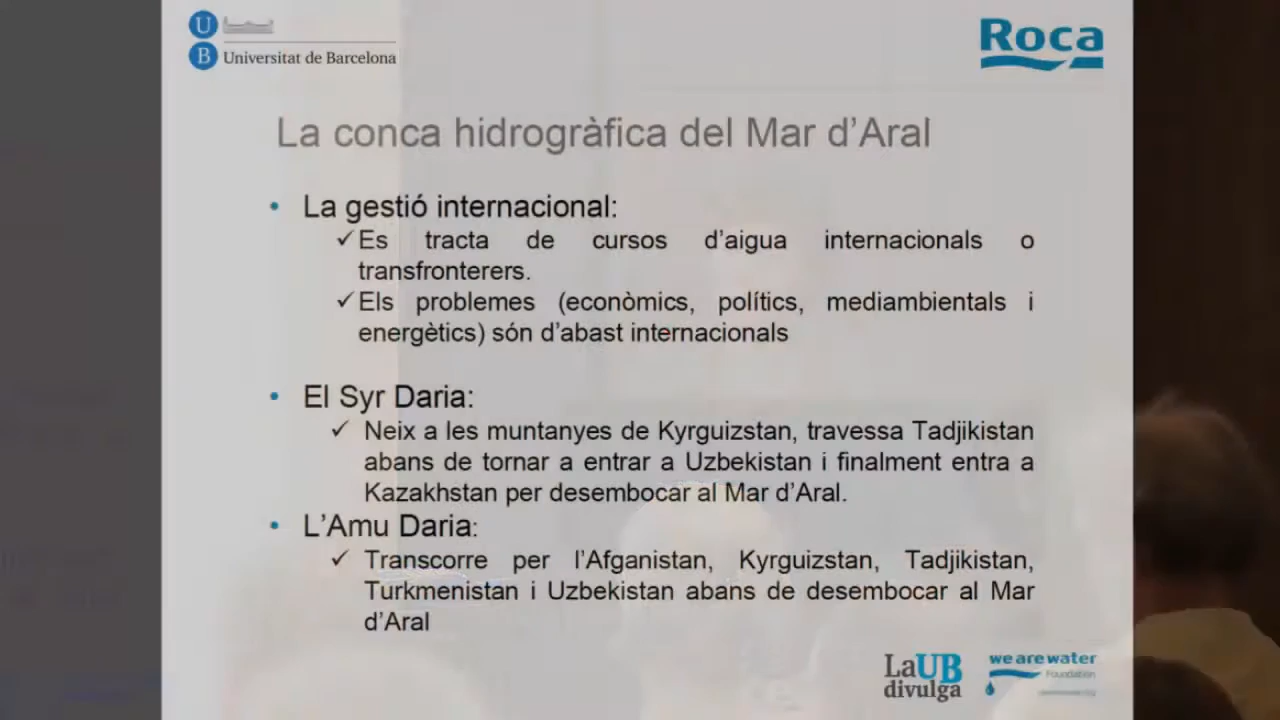 U
B Universitat de Barcelona
Roca
La conca hidrogràfica del Mar d'Aral
• La gestió internacional:
✓Es tracta de cursos d'aigua internacionals o
transfronterers.
✓Els problemes (econòmics, polítics, mediambientals i
energètics) són d'abast internacionals
• El Syr Daria:
✓ Neix a les muntanyes de Kyrguizstan, travessa Tadjikistan
abans de tornar a entrar a Uzbekistan i finalment entra a
Kazakhstan per desembocar al Mar d'Aral.
• L'Amu Daria:
✓ Transcorre per l'Afganistan, Kyrguizstan, Tadjikistan,
Turkmenistan i Uzbekistan abans de desembocar al Mar
d'Aral
LaUB
divulga
we are water
Foundation